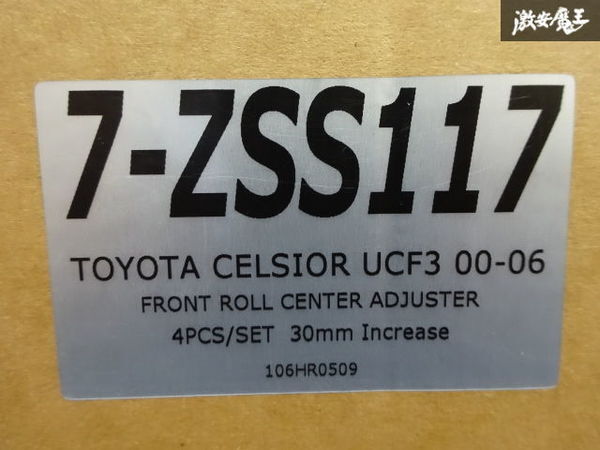 激安魔王
7-ZSS117
TOYOTA CELSIOR UCF3 00-06
FRONT ROLL CENTER ADJUSTER
4PCS/SET 30mm Increase
106HR0509